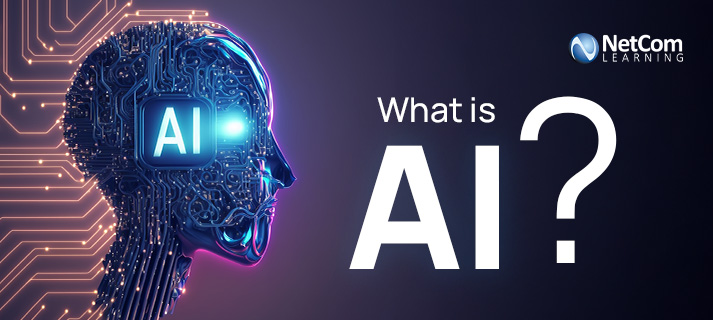 NetCom
LEARNING
AI
What is
AI?